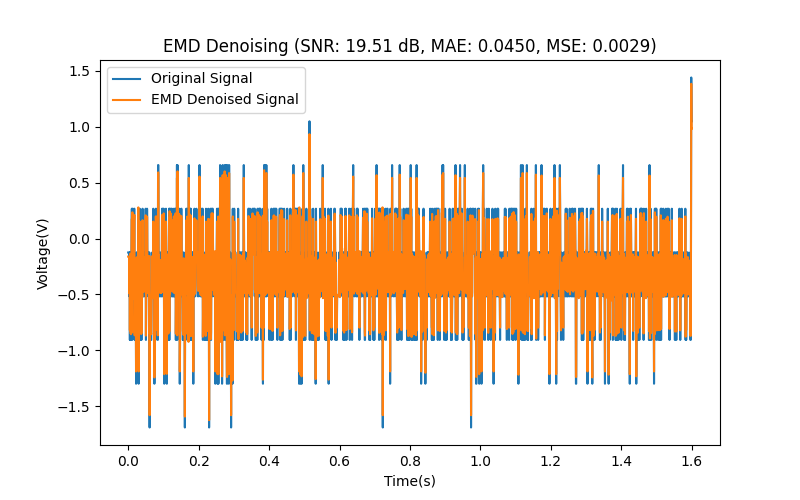 EMD Denoising (SNR: 19.51 dB, MAE: 0.0450, MSE: 0.0029)
Original Signal
EMD Denoised Signal
1.5
1.0
0.5
0.0
−0.5
−1.0
−1.5
Voltage(V)
0.0 0.2 0.4 0.6 0.8 1.0 1.2 1.4 1.6
Time(s)